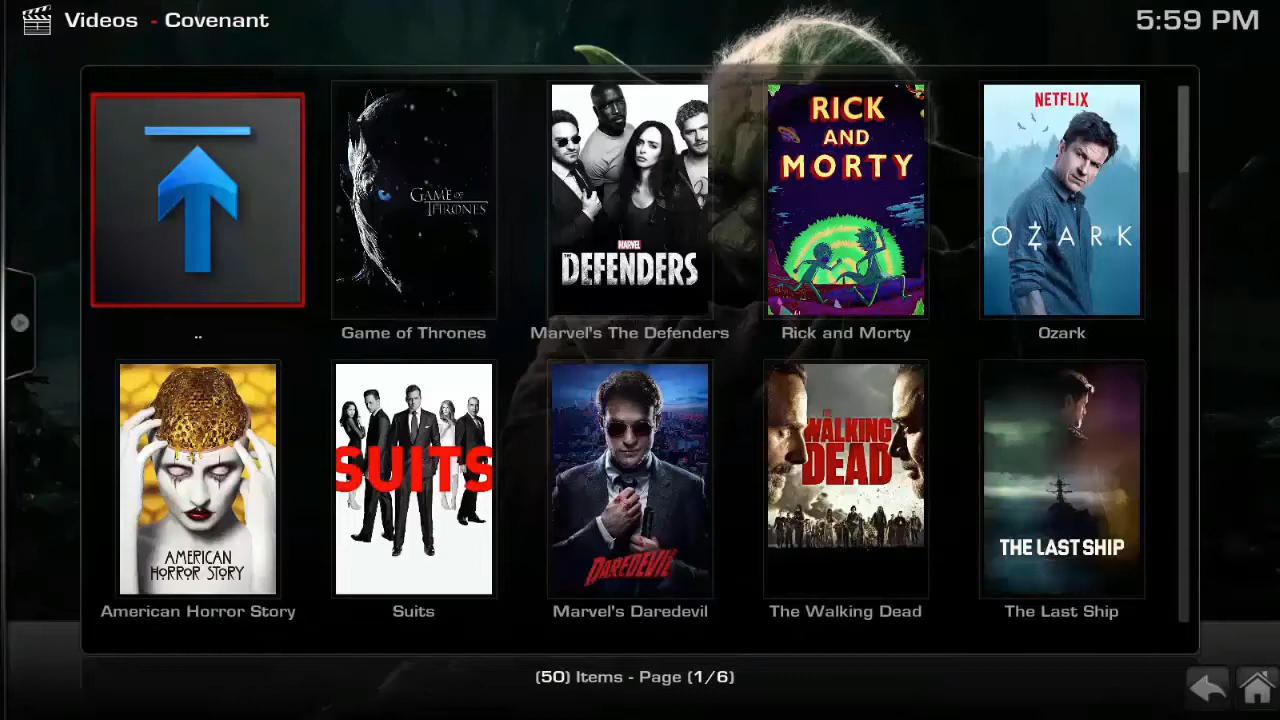 Videos - Covenant
5:59 PM
GAME OF
THRONES
MARVEL
THE
DEFENDERS
RICK
AND
MORTY
NETFLIX
OZARK
..
Game of Thrones
Marvel's The Defenders
Rick and Morty
Ozark
AMERICAN
HORROR STORY
SUITS
DAREDEVIL
THE
WALKING
DEAD
THE LAST SHIP
American Horror Story
Suits
Marvel's Daredevil
The Walking Dead
The Last Ship
(50) Items - Page (1/6)